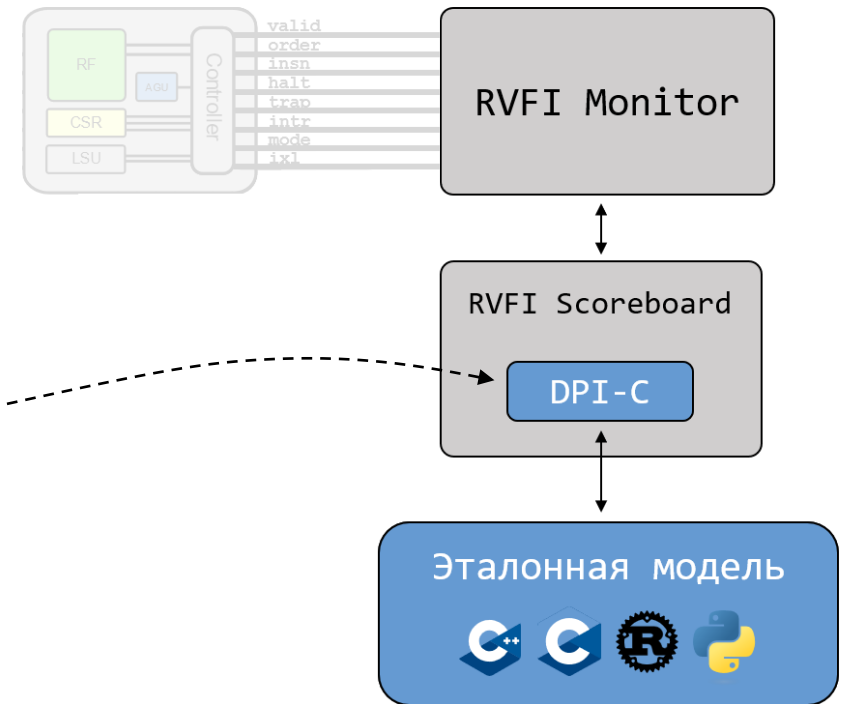 valid
order
insn
halt
trap
intr
mode
ixl
RF
AGU
CSR
LSU
Controller
RVFI Monitor
RVFI Scoreboard
DPI-C
Эталонная модель
C++
C
R